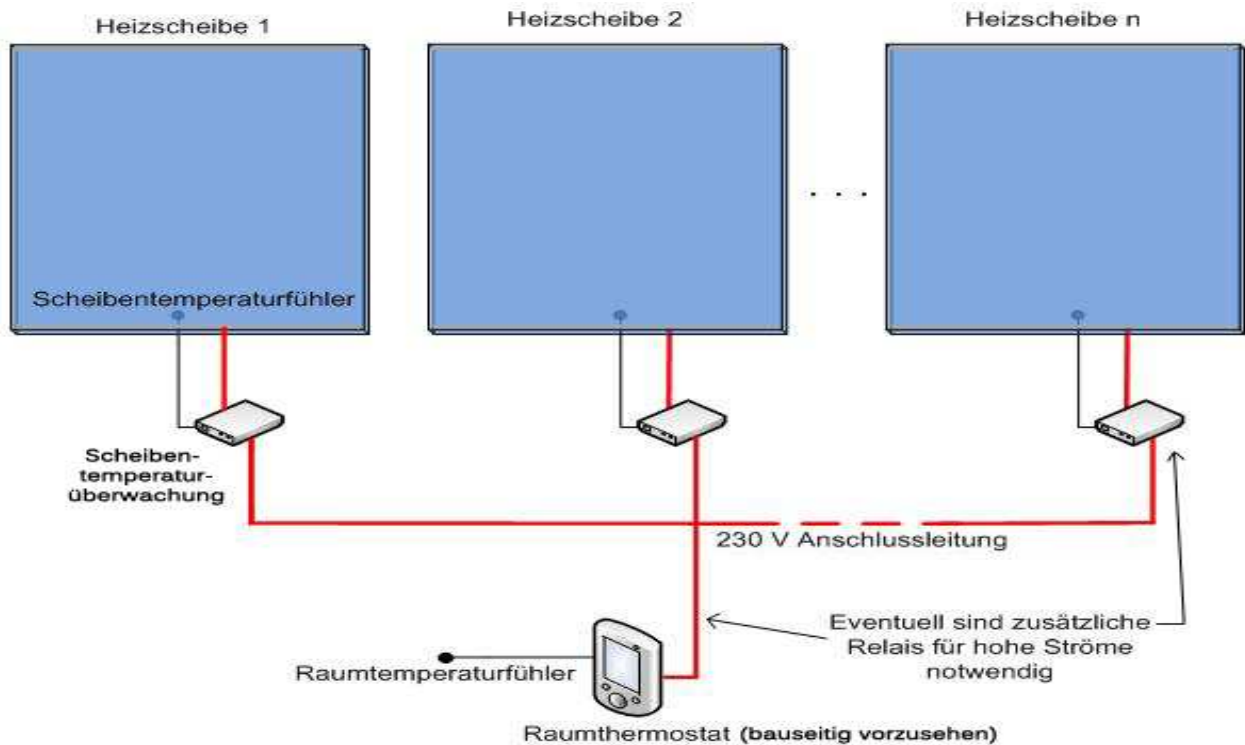 Heizscheibe 1
Heizscheibe 2
Heizscheibe n
. . .
Scheibentemperaturfühler
Scheiben-
temperatur-
überwachung
230 V Anschlussleitung
Eventuell sind zusätzliche
Relais für hohe Ströme
notwendig
Raumtemperaturfühler
Raumthermostat (bauseitig vorzusehen)